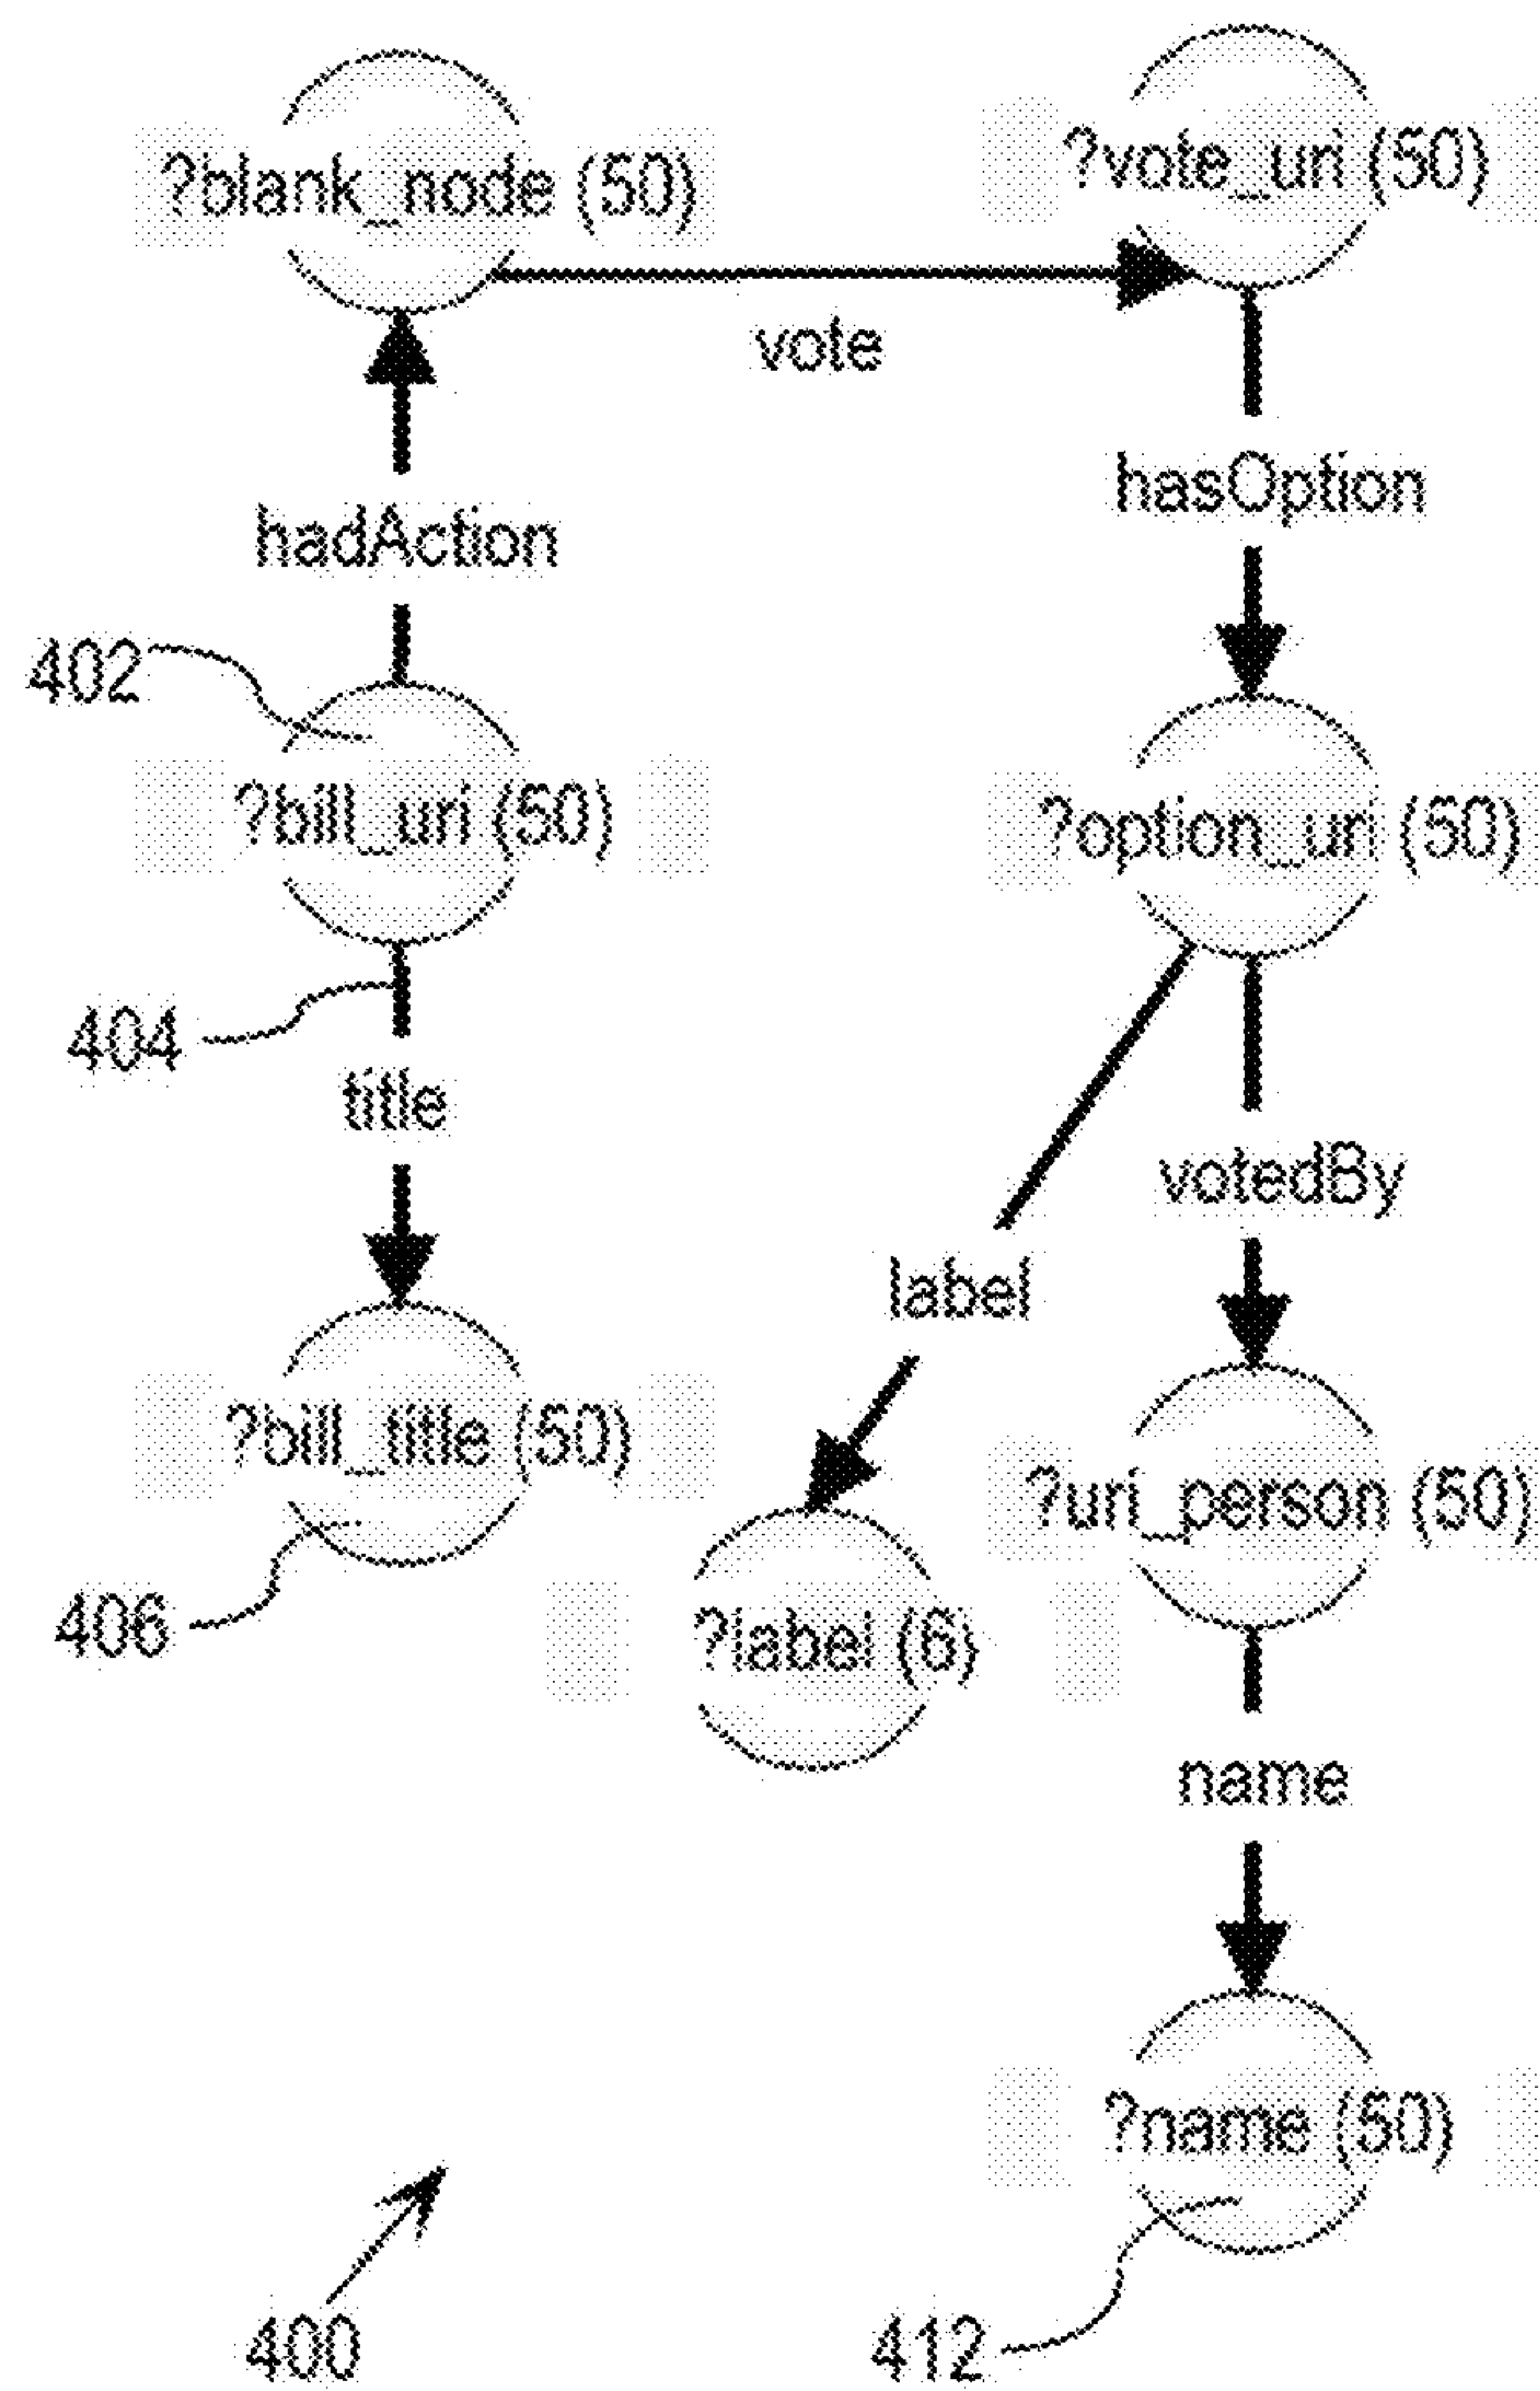 ?blank_node (50)
?vote_uri (50)
vote
hadAction
hasOption
402
?bill_uri (50)
?option_uri (50)
404
title
votedBy
label
?bill_title (50)
?uri_person (50)
406
?label (6)
name
?name (50)
400
412